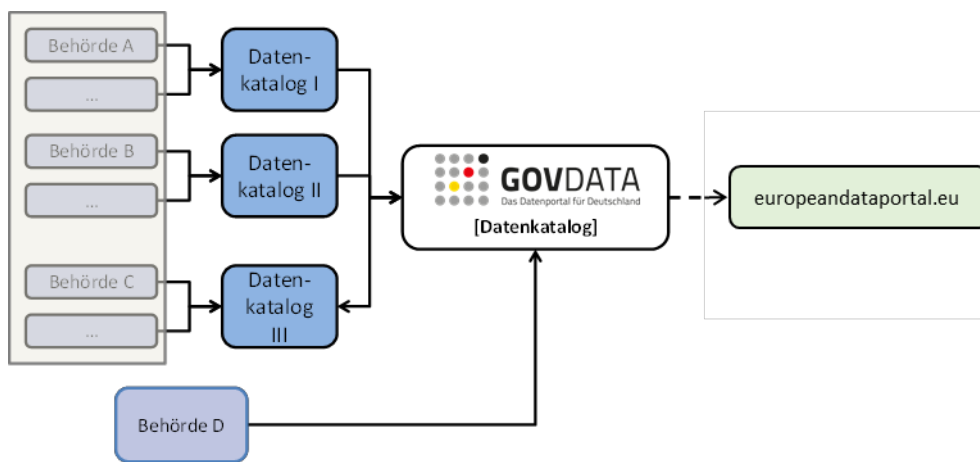 Behörde A
...
Daten-
katalog I
Behörde B
...
Daten-
katalog II
Behörde C
...
Daten-
katalog
III
Behörde D
GOVDATA
Das Datenportal für Deutschland
[Datenkatalog]
europeandataportal.eu